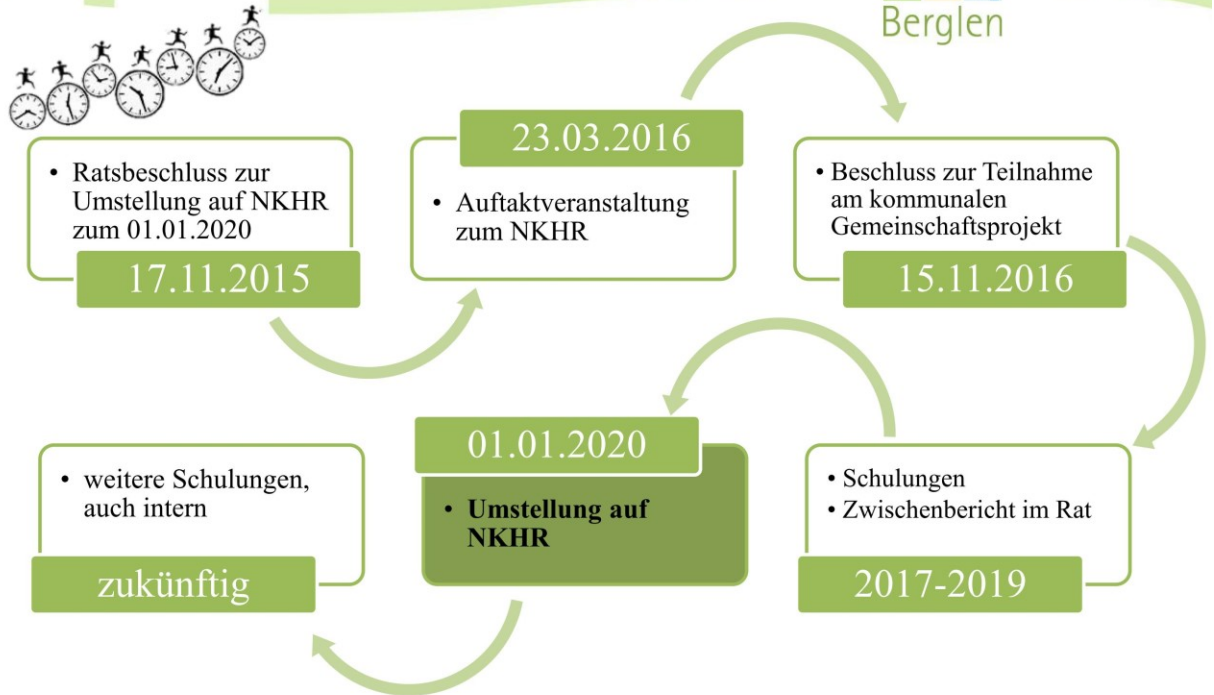 Berglen
• Ratsbeschluss zur
Umstellung auf NKHR
zum 01.01.2020
17.11.2015
23.03.2016
• Auftaktveranstaltung
zum NKHR
• Beschluss zur Teilnahme
am kommunalen
Gemeinschaftsprojekt
15.11.2016
• Schulungen
• Zwischenbericht im Rat
2017-2019
01.01.2020
• Umstellung auf
NKHR
• weitere Schulungen,
auch intern
zukünftig